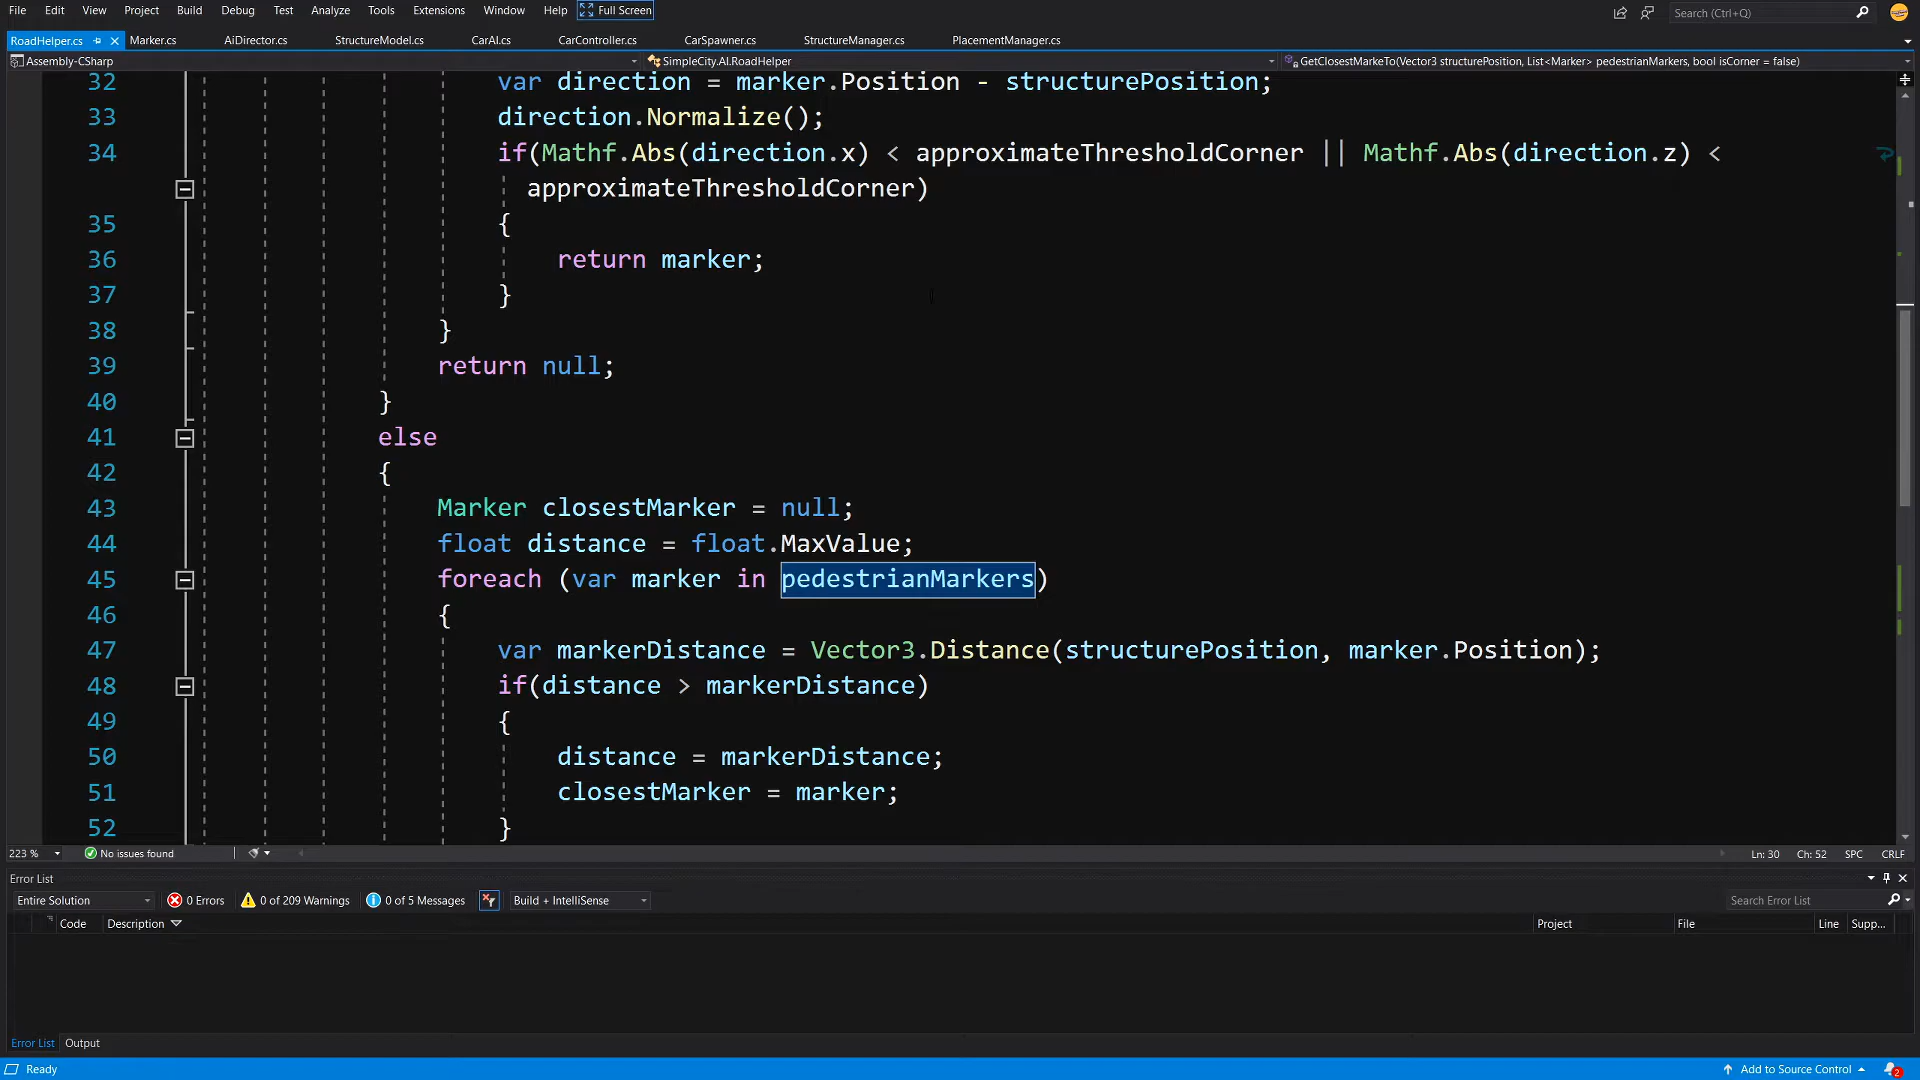 File Edit View Project Build Debug Test Analyze Tools Extensions Window Help Full Screen Search (Ctrl+Q)
RoadHelper.cs Marker.cs AiDirector.cs StructureModel.cs CarAI.cs CarController.cs CarSpawner.cs StructureManager.cs PlacementManager.cs
Assembly-CSharp SimpleCity.AI.RoadHelper GetClosestMarkeTo(Vector3 structurePosition, List<Marker> pedestrianMarkers, bool isCorner = false)
32 var direction = marker.Position - structurePosition;
33 direction.Normalize();
34 if(Mathf.Abs(direction.x) < approximateThresholdCorner || Mathf.Abs(direction.z) <
approximateThresholdCorner)
35 {
36 return marker;
37 }
38 }
39 return null;
40 }
41 else
42 {
43 Marker closestMarker = null;
44 float distance = float.MaxValue;
45 foreach (var marker in pedestrianMarkers)
46 {
47 var markerDistance = Vector3.Distance(structurePosition, marker.Position);
48 if(distance > markerDistance)
49 {
50 distance = markerDistance;
51 closestMarker = marker;
52 }
223 % No issues found Ln: 30 Ch: 52 SPC CRLF
Error List
Entire Solution 0 Errors 0 of 209 Warnings 0 of 5 Messages Build + IntelliSense Search Error List
Code Description Project File Line Supp...
Error List Output
Ready Add to Source Control 2